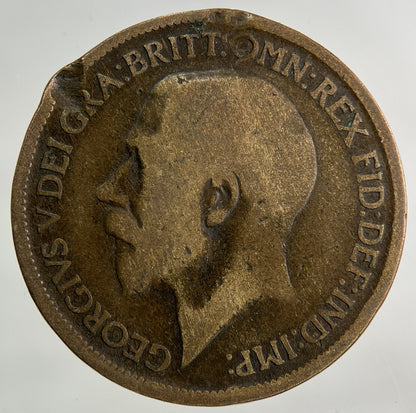 GEORGIVS V DEI GRA: BRITT: OMN: REX FID: DEF: IND: IMP: